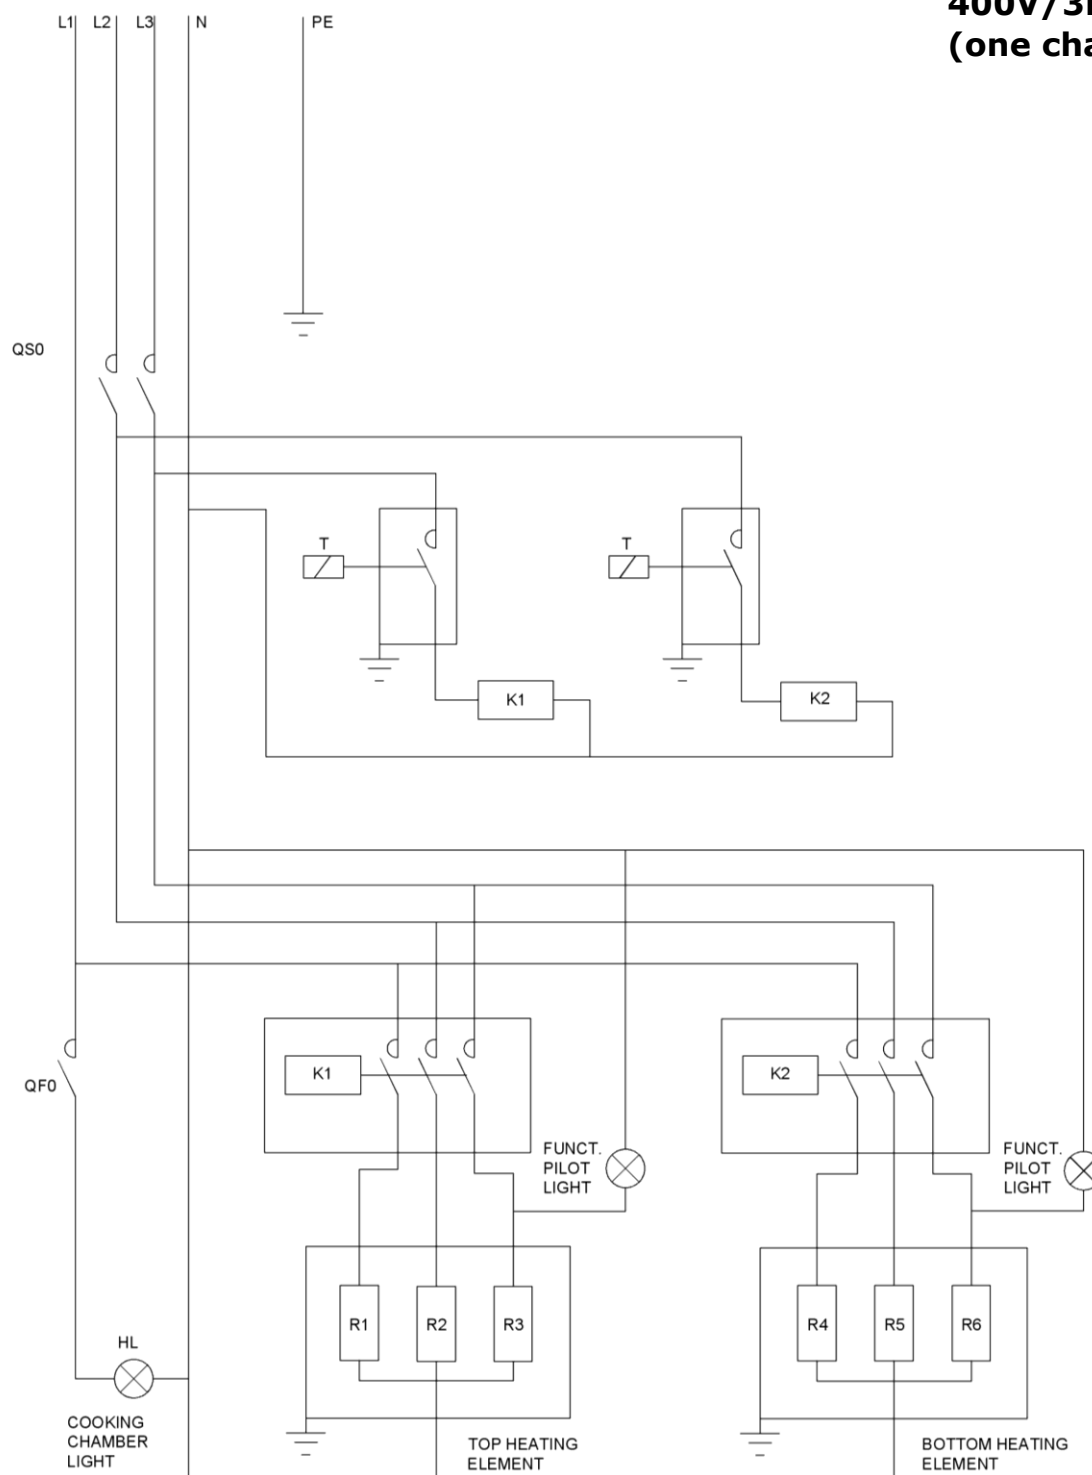 400V/3
(one cha
L1 L2 L3 N PE
QS0
T T
K1 K2
K1 K2
QF0
FUNCT.
PILOT
LIGHT
FUNCT.
PILOT
LIGHT
R1 R2 R3 R4 R5 R6
HL
COOKING
CHAMBER
LIGHT
TOP HEATING
ELEMENT
BOTTOM HEATING
ELEMENT